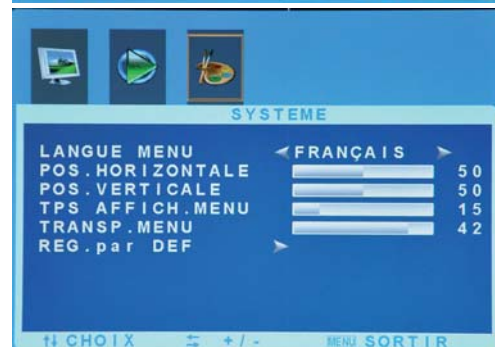 SYSTEME
LANGUE MENU FRANÇAIS
POS.HORIZONTALE 50
POS.VERTICALE 50
TPS AFFICH.MENU 15
TRANSP.MENU 42
REG.par DEF
CHOIX +/- MENU SORTIR